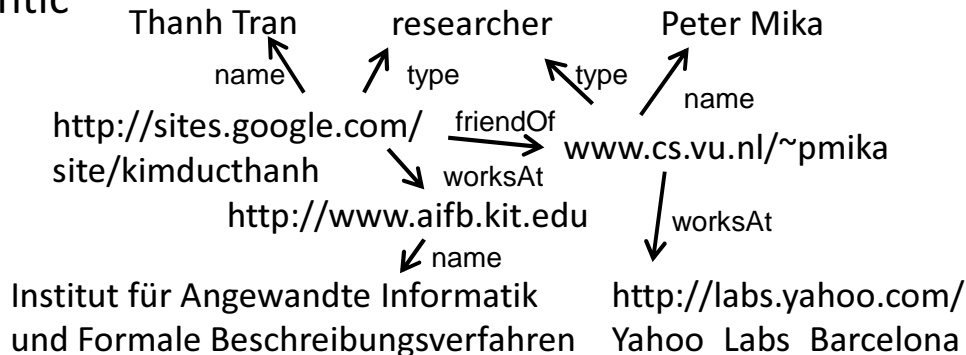 Thanh Tran researcher Peter Mika
name type type name
http://sites.google.com/ friendOf www.cs.vu.nl/~pmika
site/kimducthanh
worksAt
http://www.aifb.kit.edu worksAt
name
Institut für Angewandte Informatik http://labs.yahoo.com/
und Formale Beschreibungsverfahren Yahoo Labs Barcelona